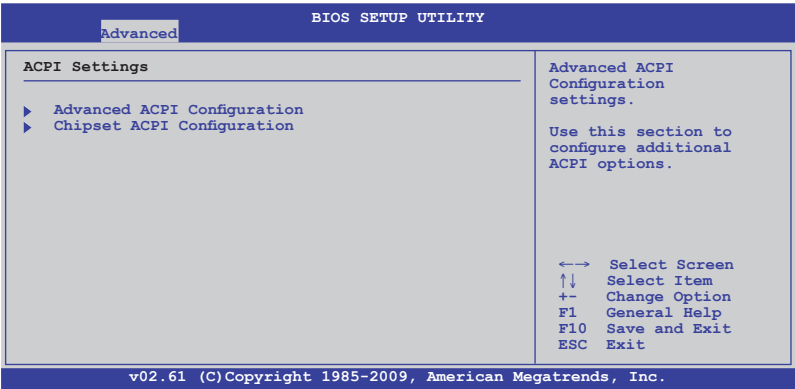 BIOS SETUP UTILITY
Advanced
ACPI Settings
Advanced ACPI Configuration
Chipset ACPI Configuration
Advanced ACPI
Configuration
settings.
Use this section to
configure additional
ACPI options.
←→ Select Screen
↑↓ Select Item
+- Change Option
F1 General Help
F10 Save and Exit
ESC Exit
v02.61 (C)Copyright 1985-2009, American Megatrends, Inc.